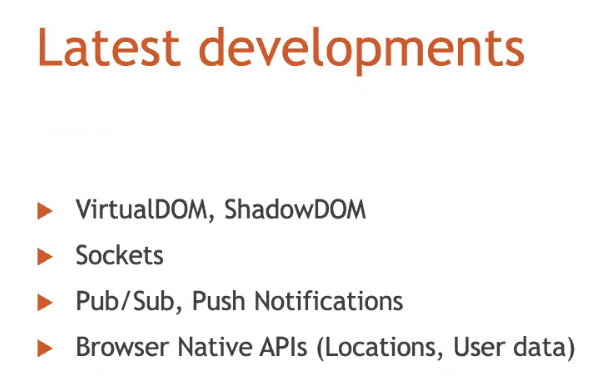 Latest developments
VirtualDOM, ShadowDOM
Sockets
Pub/Sub, Push Notifications
Browser Native APIs (Locations, User data)